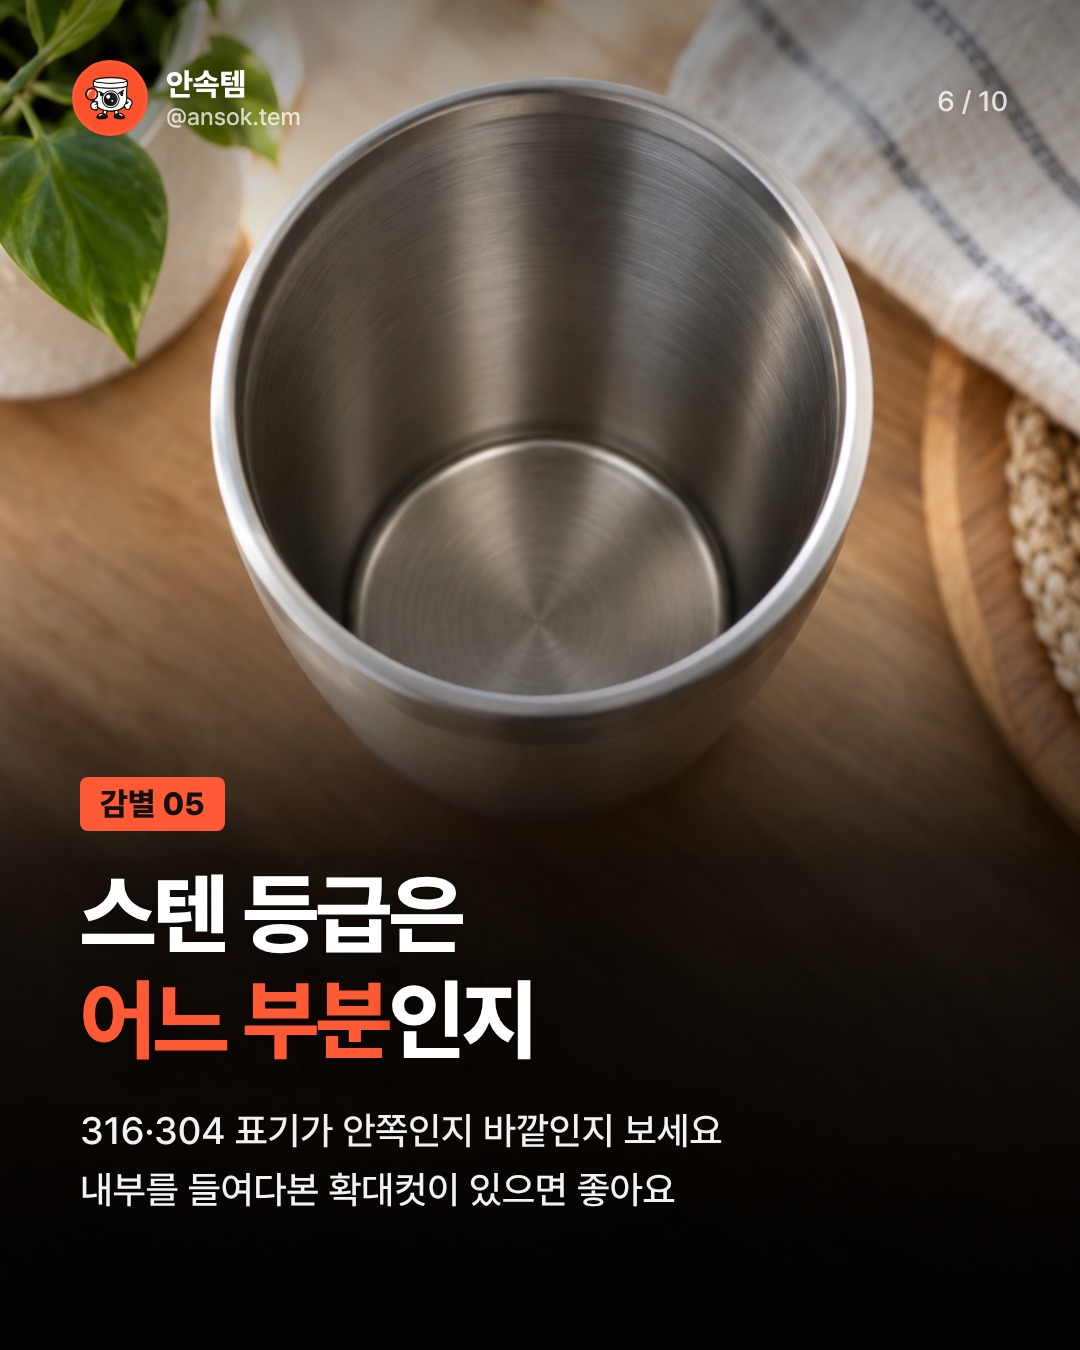 안속템
@ansok.tem
6 / 10
감별 05
스텐 등급은
어느 부분인지
316·304 표기가 안쪽인지 바깥인지 보세요
내부를 들여다본 확대컷이 있으면 좋아요